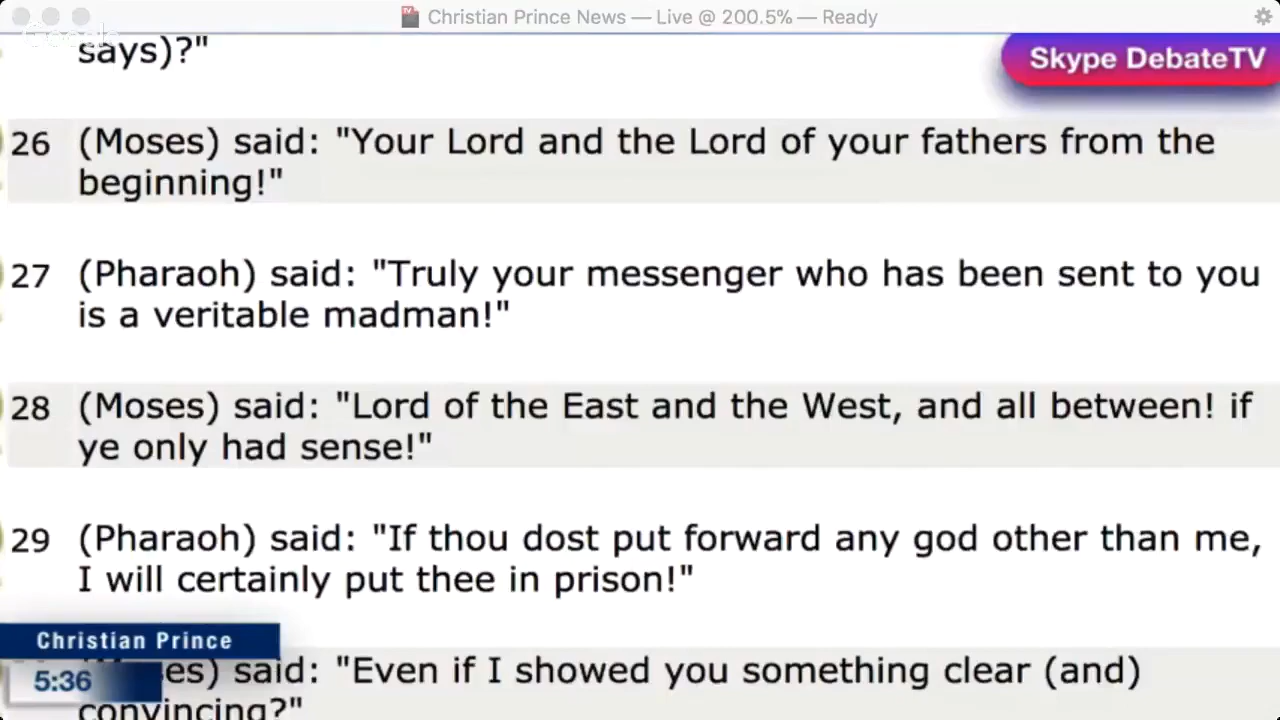 Christian Prince News — Live @ 200.5% — Ready
Google
says)?"
Skype DebateTV
26 (Moses) said: "Your Lord and the Lord of your fathers from the
beginning!"
27 (Pharaoh) said: "Truly your messenger who has been sent to you
is a veritable madman!"
28 (Moses) said: "Lord of the East and the West, and all between! if
ye only had sense!"
29 (Pharaoh) said: "If thou dost put forward any god other than me,
I will certainly put thee in prison!"
Christian Prince
said: "Even if I showed you something clear (and)
5:36
convincing?"